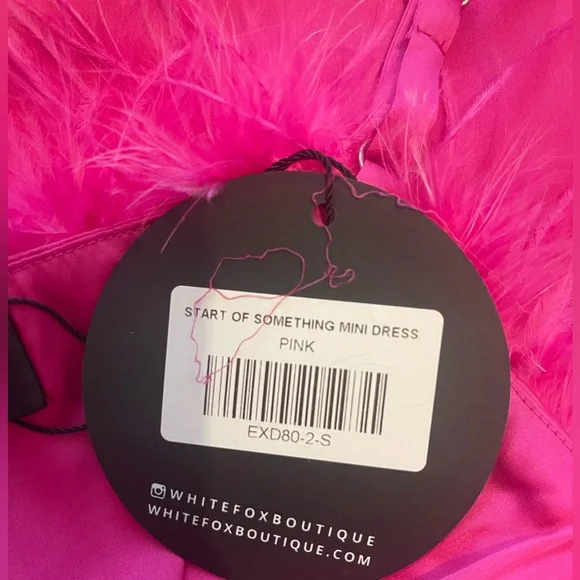 START OF SOMETHING MINI DRESS
PINK
EXD80-2-S
WHITEFOXBOUTIQUE
WHITEFOXBOUTIQUE.COM